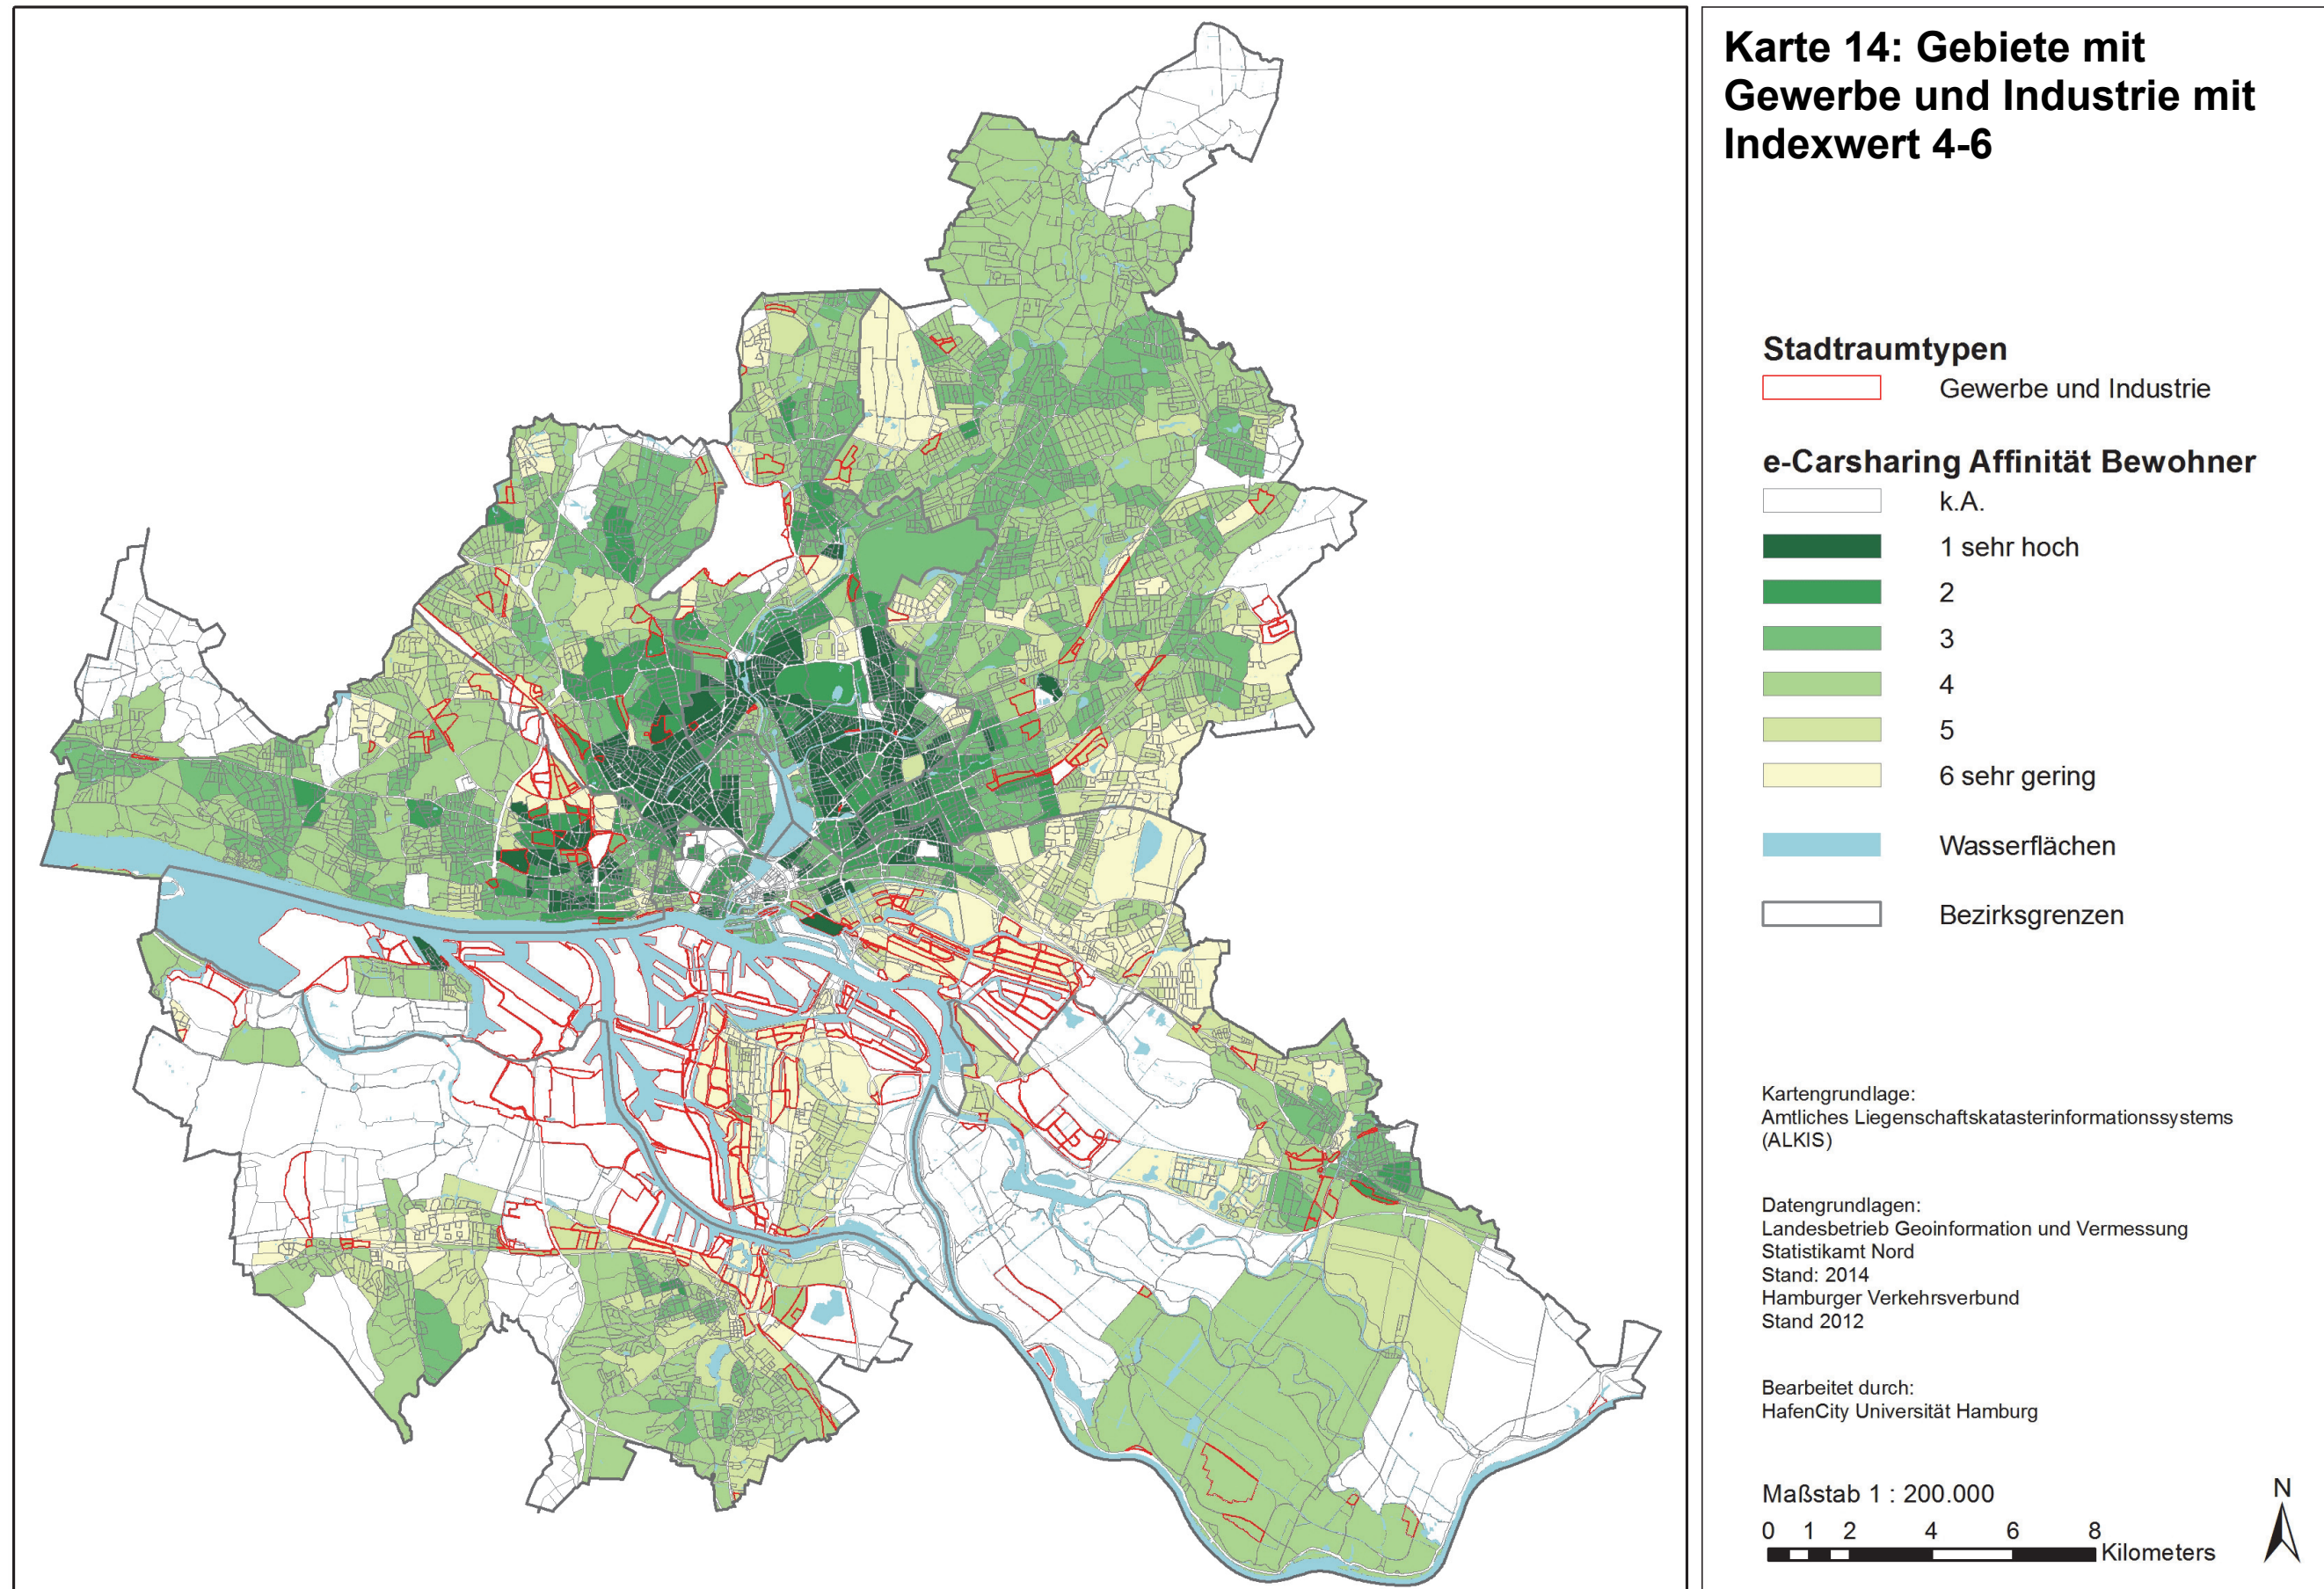 Karte 14: Gebiete mit
Gewerbe und Industrie mit
Indexwert 4-6
Stadtraumtypen
Gewerbe und Industrie
e-Carsharing Affinität Bewohner
k.A.
1 sehr hoch
2
3
4
5
6 sehr gering
Wasserflächen
Bezirksgrenzen
Kartengrundlage:
Amtliches Liegenschaftskatasterinformationssystems
(ALKIS)
Datengrundlagen:
Landesbetrieb Geoinformation und Vermessung
Statistikamt Nord
Stand: 2014
Hamburger Verkehrsverbund
Stand 2012
Bearbeitet durch:
HafenCity Universität Hamburg
Maßstab 1 : 200.000
N
0 1 2 4 6 8
Kilometers